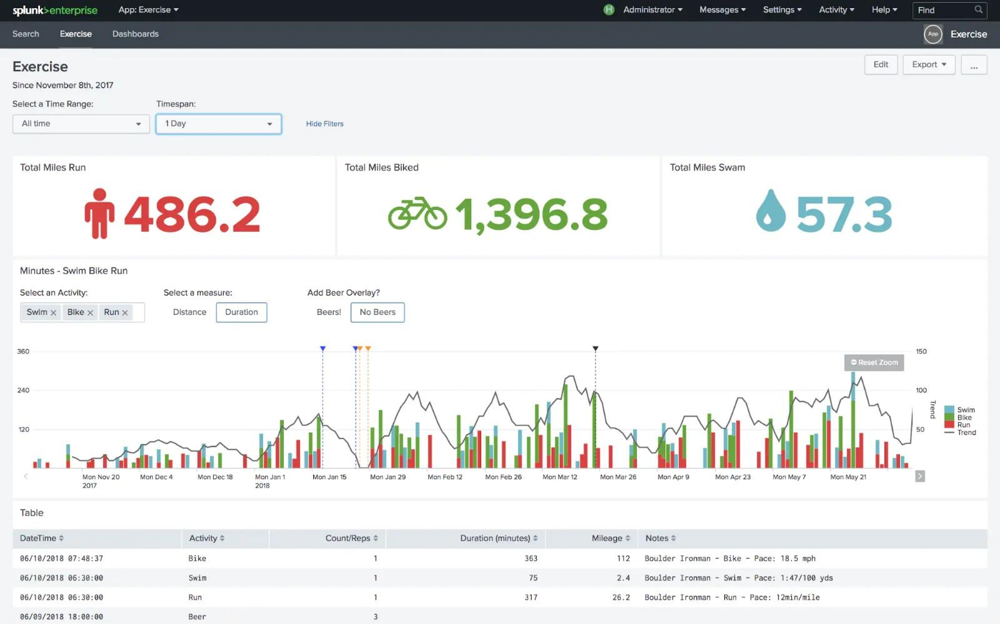 splunk>enterprise App: Exercise H Administrator Messages Settings Activity Help Find
Search Exercise Dashboards App Exercise
Exercise
Edit Export ...
Since November 8th, 2017
Select a Time Range: Timespan:
All time 1 Day Hide Filters
Total Miles Run Total Miles Biked Total Miles Swam
486.2 1,396.8 57.3
Minutes - Swim Bike Run
Select an Activity: Select a measure: Add Beer Overlay?
Swim × Bike × Run × Distance Duration Beers! No Beers
360 150
Reset Zoom
240 100
120 50
Trend
Swim
Bike
Run
Trend
Mon Nov 20 Mon Dec 4 Mon Dec 18 Mon Jan 1 Mon Jan 15 Mon Jan 29 Mon Feb 12 Mon Feb 26 Mon Mar 12 Mon Mar 26 Mon Apr 9 Mon Apr 23 Mon May 7 Mon May 21
2017 2018
Table
DateTime Activity Count/Reps Duration (minutes) Mileage Notes
06/10/2018 07:48:37 Bike 1 363 112 Boulder Ironman - Bike - Pace: 18.5 mph
06/10/2018 06:30:00 Swim 1 75 2.4 Boulder Ironman - Swim - Pace: 1:47/100 yds
06/10/2018 06:30:00 Run 1 317 26.2 Boulder Ironman - Run - Pace: 12min/mile
06/09/2018 18:00:00 Beer 3